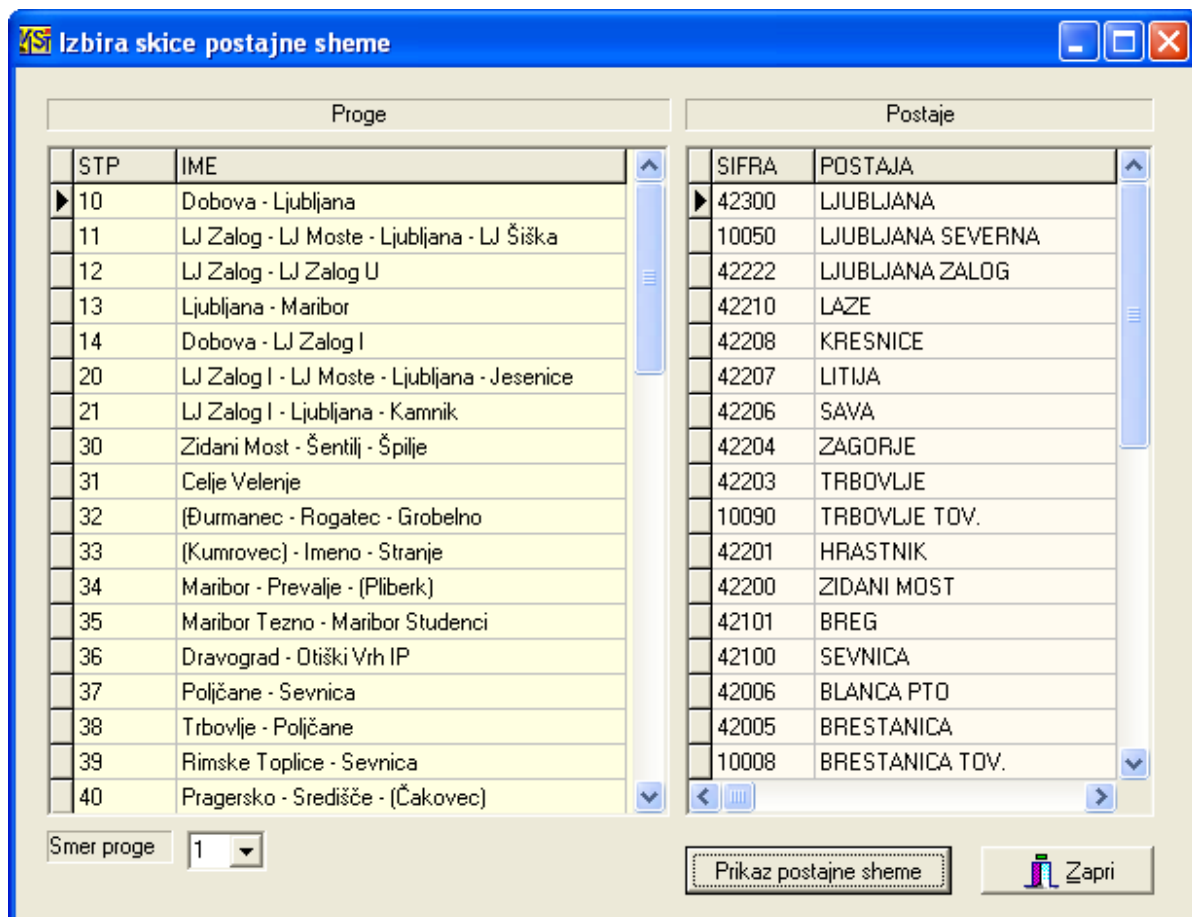 Izbira skice postajne sheme
Proge
STP IME
10 Dobova - Ljubljana
11 LJ Zalog - LJ Moste - Ljubljana - LJ Šiška
12 LJ Zalog - LJ Zalog U
13 Ljubljana - Maribor
14 Dobova - LJ Zalog I
20 LJ Zalog I - LJ Moste - Ljubljana - Jesenice
21 LJ Zalog I - Ljubljana - Kamnik
30 Zidani Most - Šentilj - Špilje
31 Celje Velenje
32 (Đurmanec - Rogatec - Grobelno
33 (Kumrovec) - Imeno - Stranje
34 Maribor - Prevalje - (Pliberk)
35 Maribor Tezno - Maribor Studenci
36 Dravograd - Otiški Vrh IP
37 Poljčane - Sevnica
38 Trbovlje - Poljčane
39 Rimske Toplice - Sevnica
40 Pragersko - Središče - (Čakovec)
Smer proge 1
Postaje
SIFRA POSTAJA
42300 LJUBLJANA
10050 LJUBLJANA SEVERNA
42222 LJUBLJANA ZALOG
42210 LAZE
42208 KRESNICE
42207 LITIJA
42206 SAVA
42204 ZAGORJE
42203 TRBOVLJE
10090 TRBOVLJE TOV.
42201 HRASTNIK
42200 ZIDANI MOST
42101 BREG
42100 SEVNICA
42006 BLANCA PTO
42005 BRESTANICA
10008 BRESTANICA TOV.
Prikaz postajne sheme
Zapri